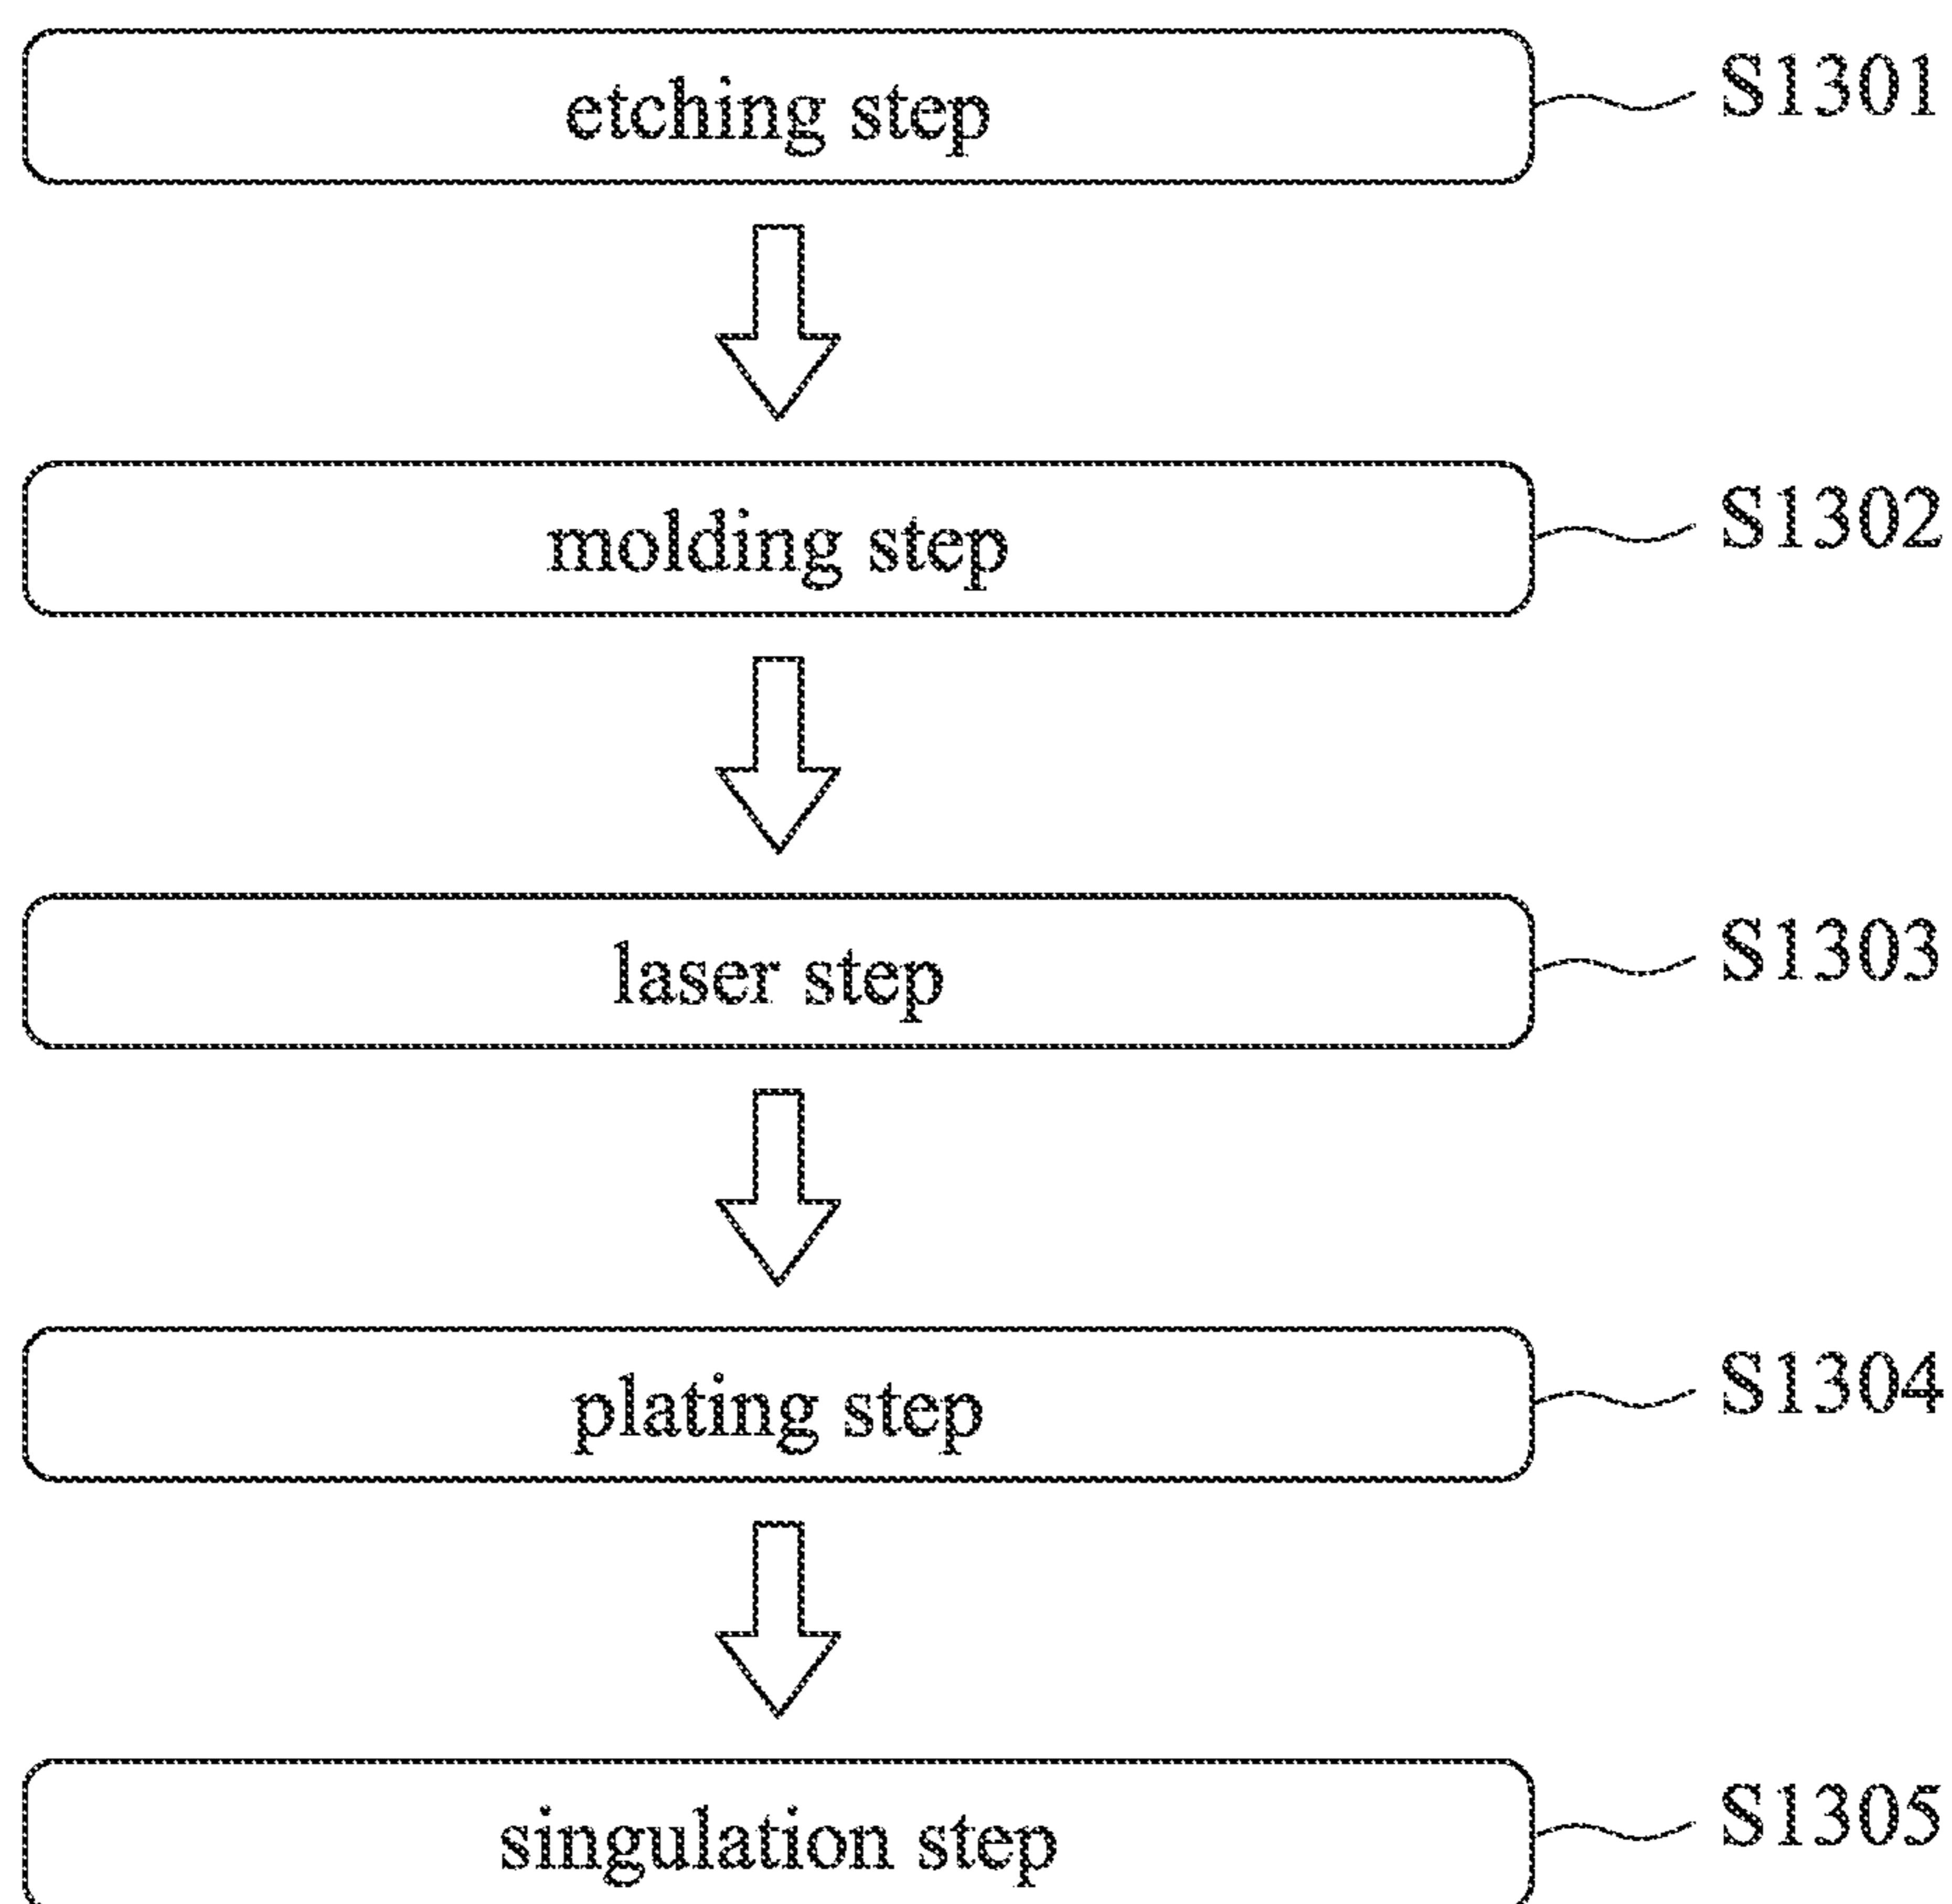 etching step S1301
molding step S1302
laser step S1303
plating step S1304
singulation step S1305